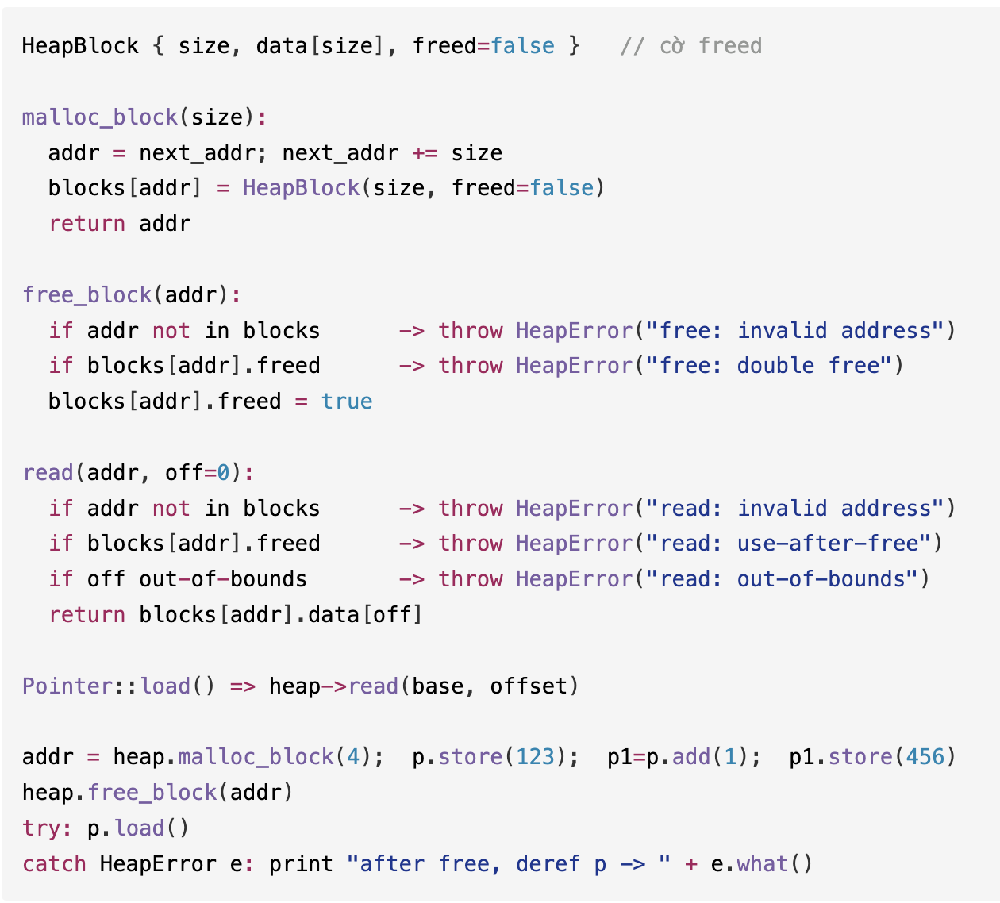 HeapBlock { size, data[size], freed=false }   // cờ freed
malloc_block(size):
  addr = next_addr; next_addr += size
  blocks[addr] = HeapBlock(size, freed=false)
  return addr
free_block(addr):
  if addr not in blocks      -> throw HeapError("free: invalid address")
  if blocks[addr].freed      -> throw HeapError("free: double free")
  blocks[addr].freed = true
read(addr, off=0):
  if addr not in blocks      -> throw HeapError("read: invalid address")
  if blocks[addr].freed      -> throw HeapError("read: use-after-free")
  if off out-of-bounds       -> throw HeapError("read: out-of-bounds")
  return blocks[addr].data[off]
Pointer::load() => heap->read(base, offset)
addr = heap.malloc_block(4);  p.store(123);  p1=p.add(1);  p1.store(456)
heap.free_block(addr)
try: p.load()
catch HeapError e: print "after free, deref p -> " + e.what()